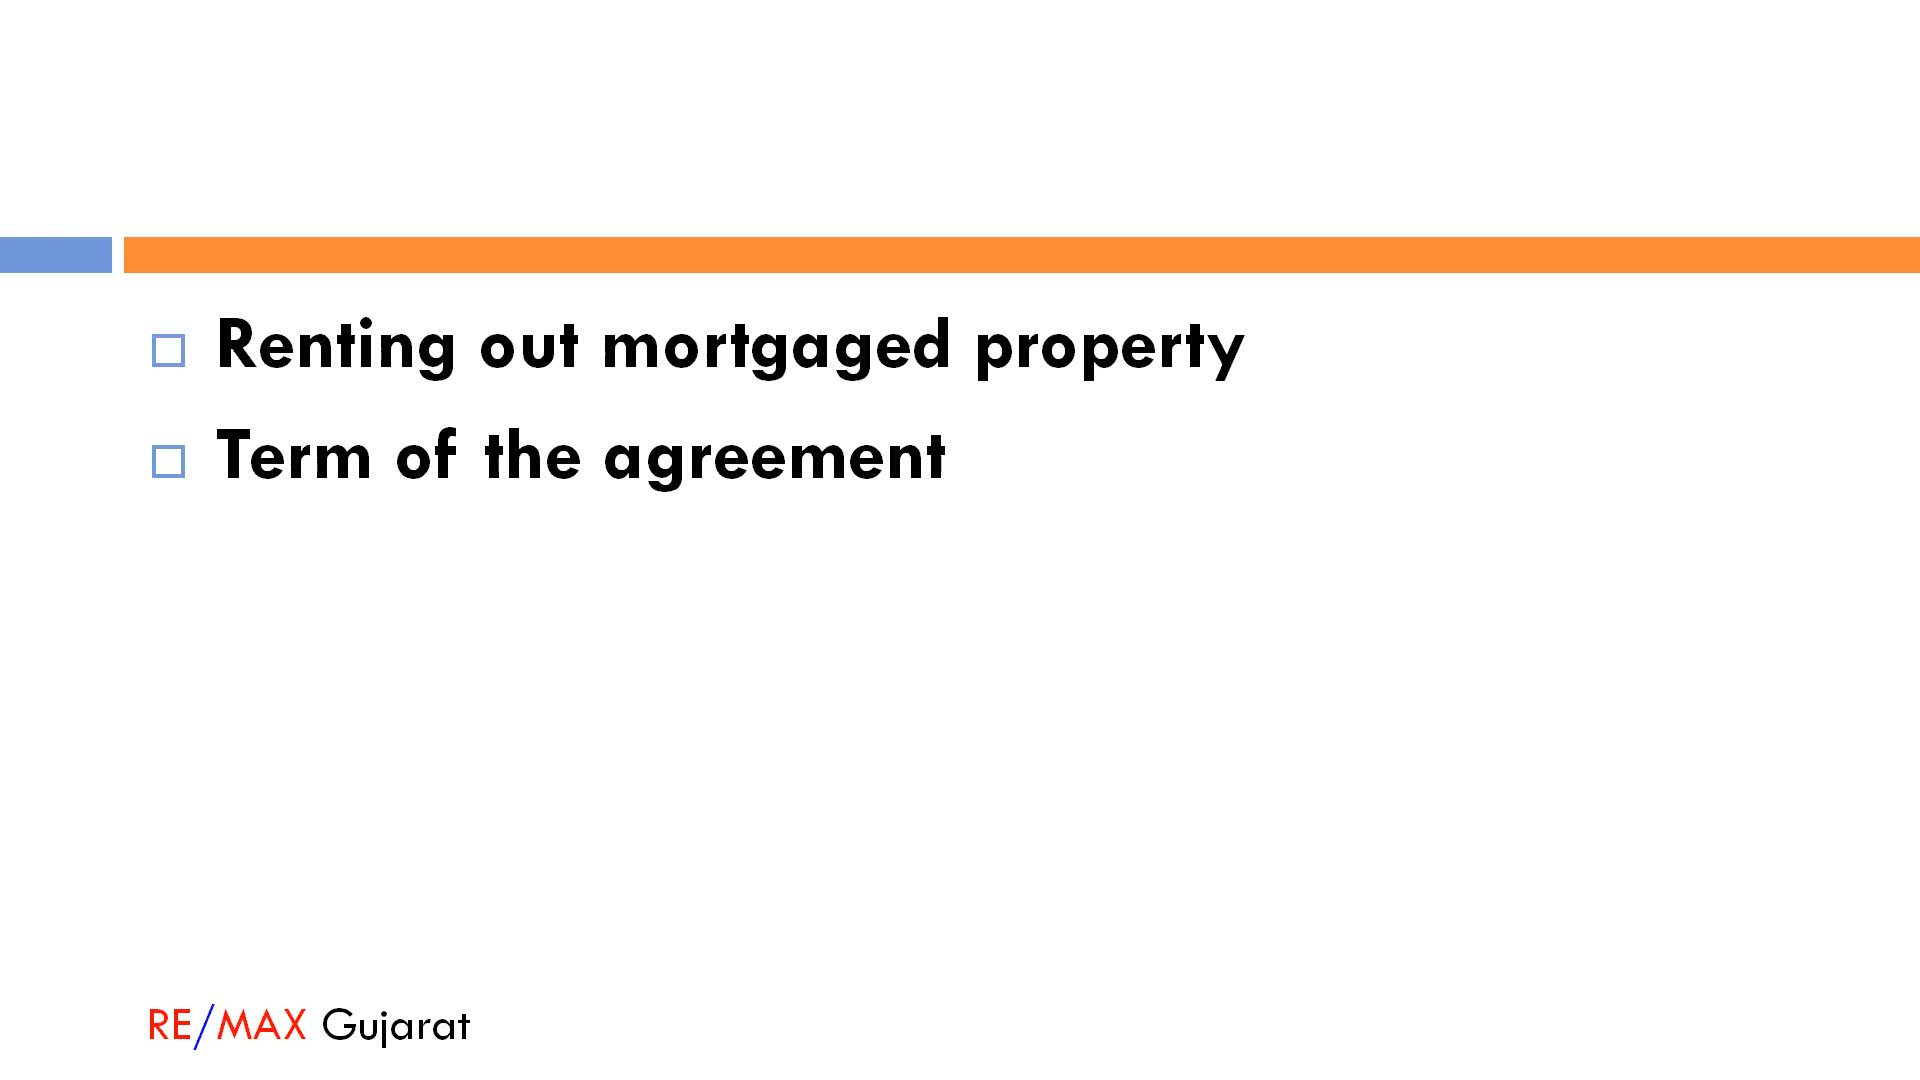 Renting out mortgaged property
Term of the agreement
RE/MAX Gujarat